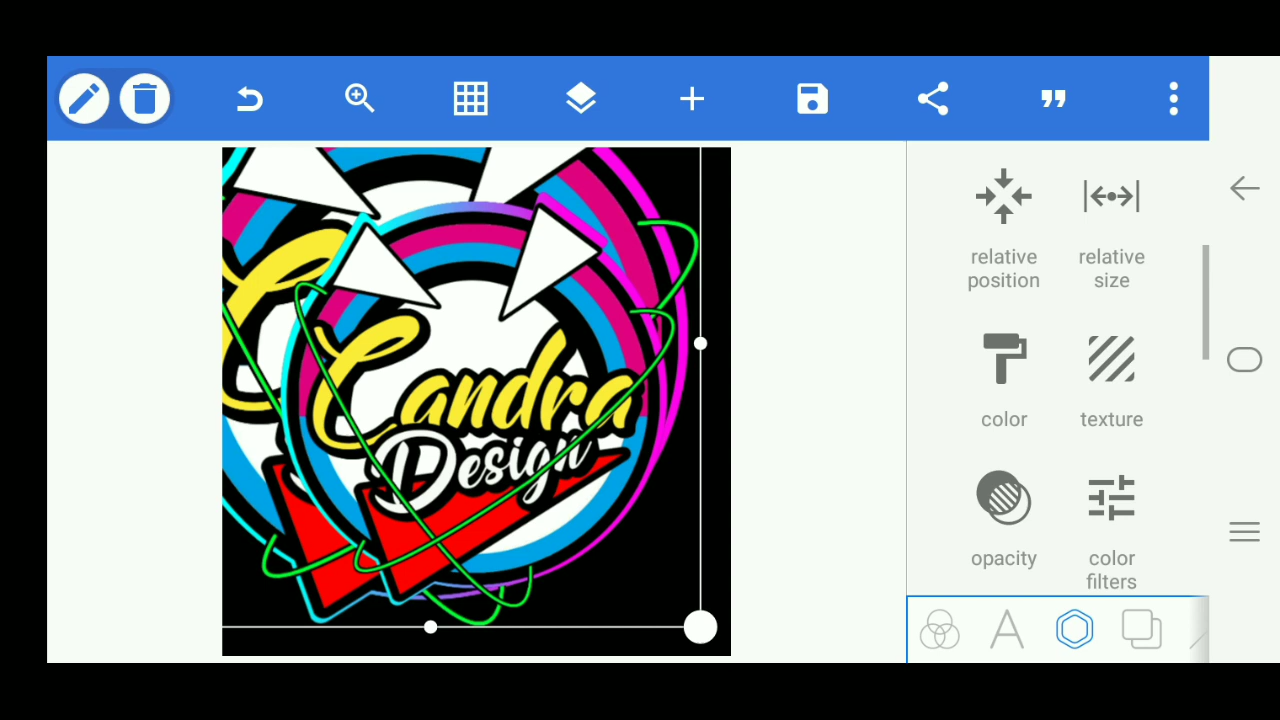 Candra
Design
relative
position
relative
size
color
texture
opacity
color
filters